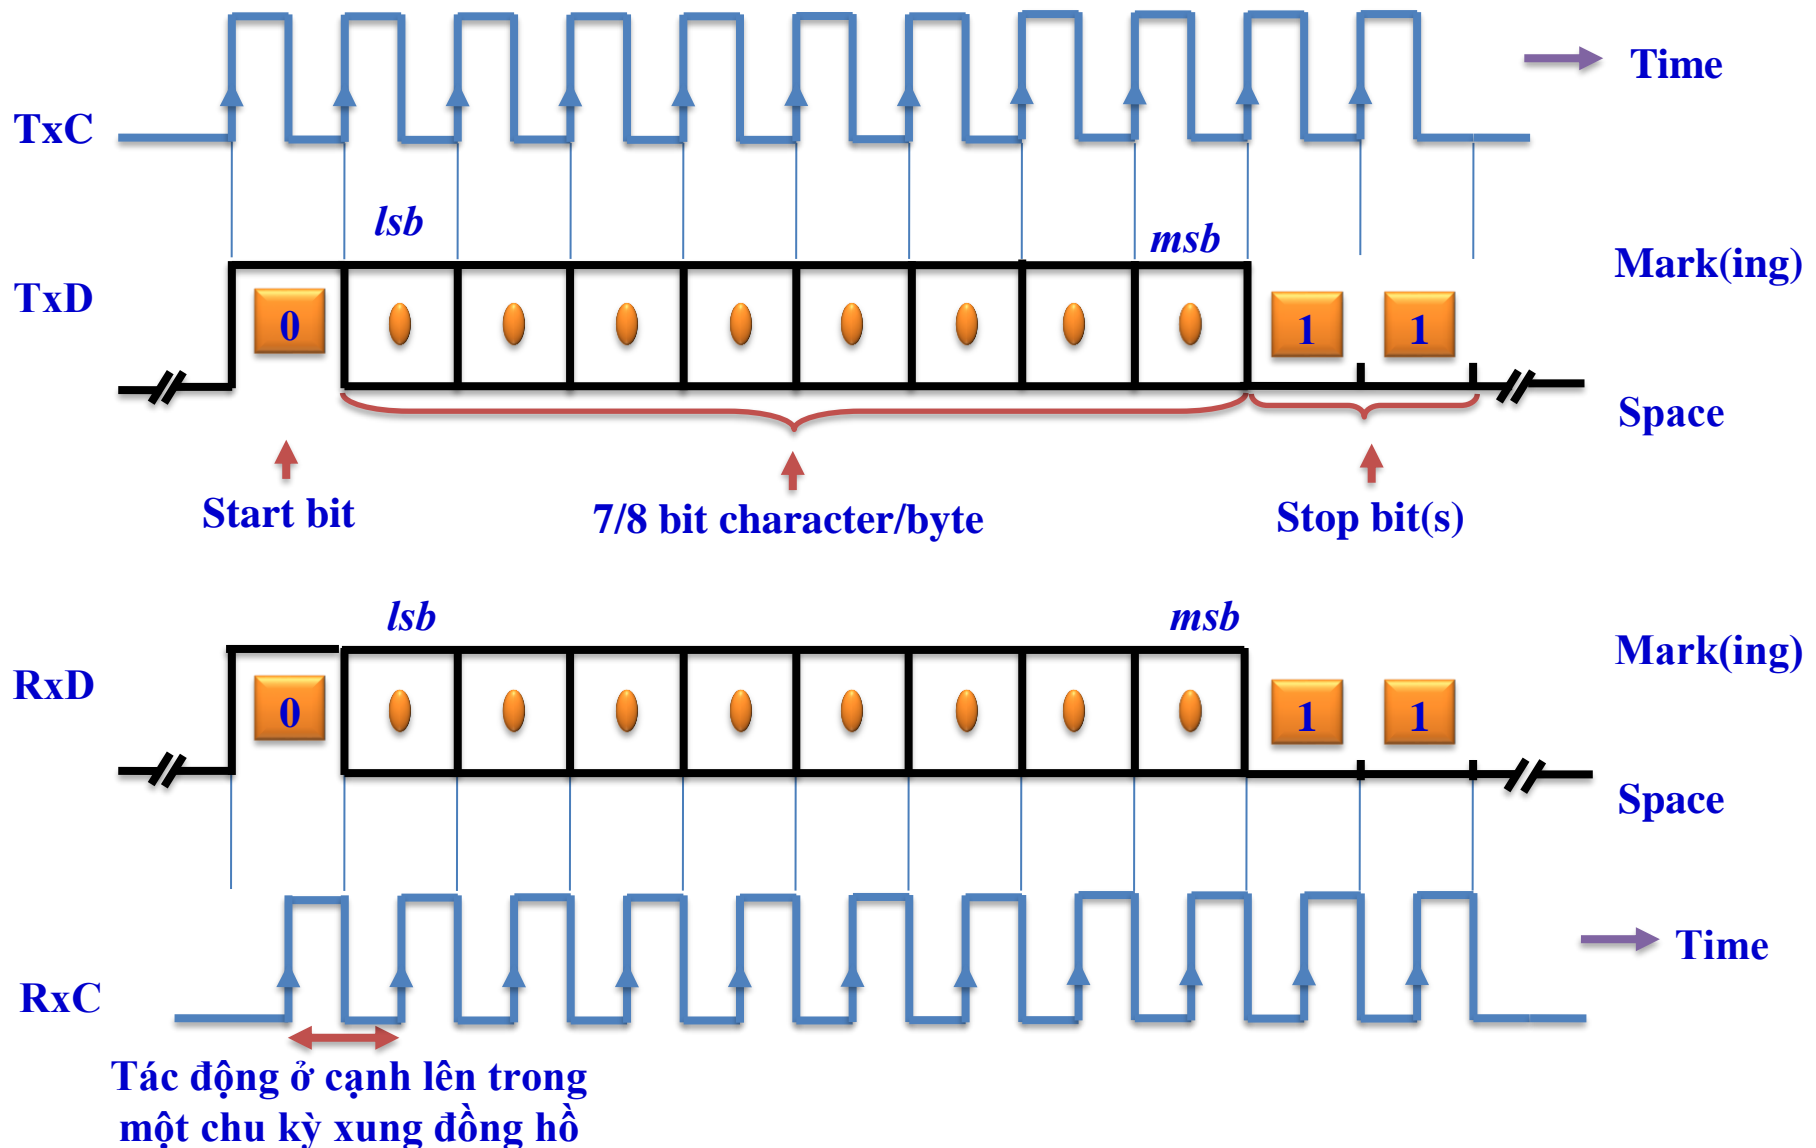 Time
TxC
lsb
msb
Mark(ing)
TxD
0
1
1
Space
Start bit
7/8 bit character/byte
Stop bit(s)
lsb
msb
Mark(ing)
RxD
0
1
1
Space
Time
RxC
Tác động ở cạnh lên trong
một chu kỳ xung đồng hồ